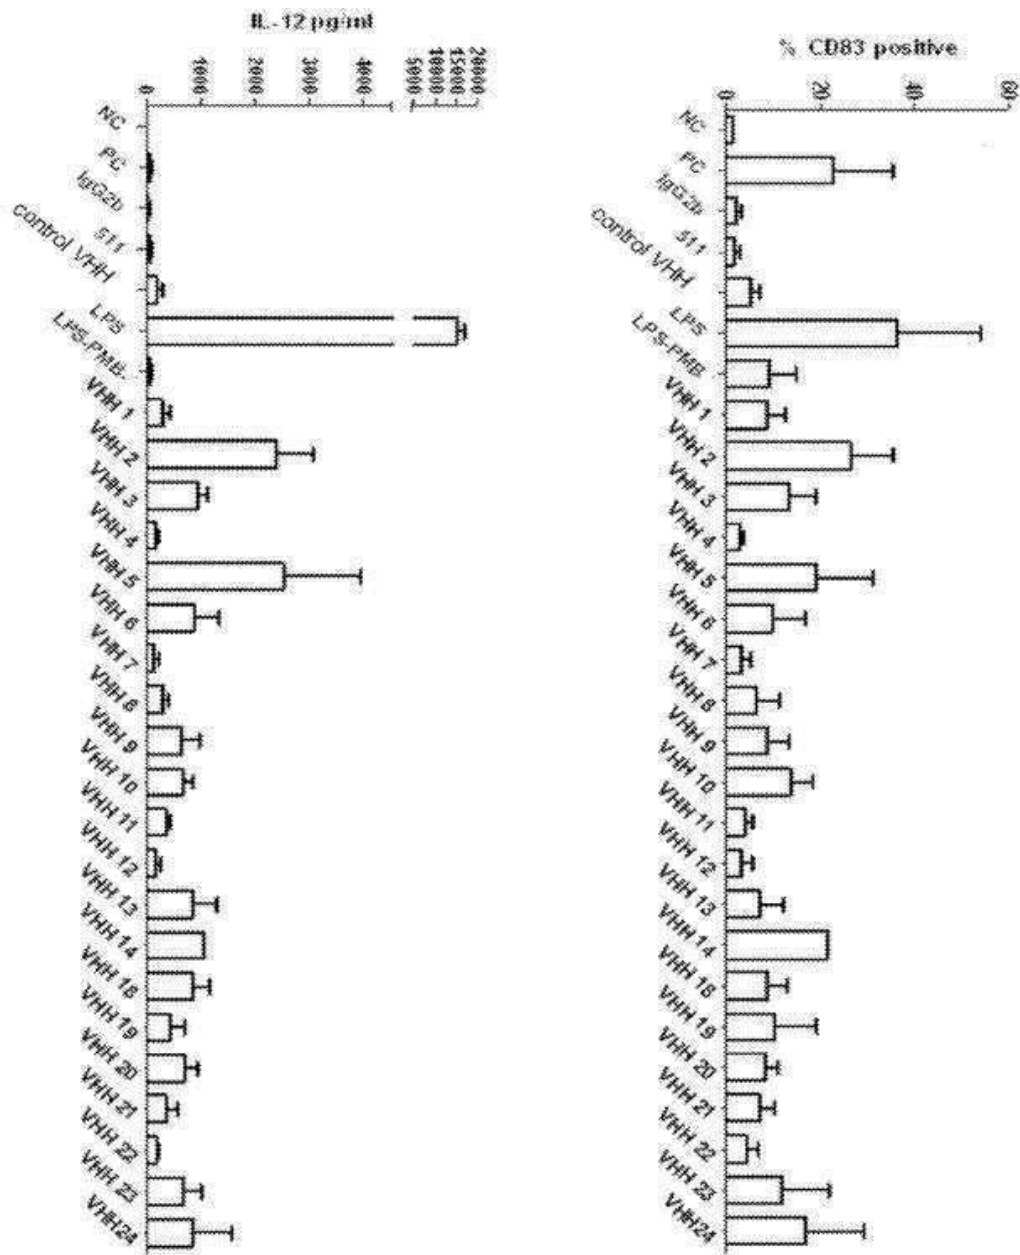 IL-12 pg/ml
0
1000
2000
3000
4000
5000
10000
15000
20000
NC
PC
IgG2b
511
control VHH
LPS
LPS-PMB
VHH 1
VHH 2
VHH 3
VHH 4
VHH 5
VHH 6
VHH 7
VHH 8
VHH 9
VHH 10
VHH 11
VHH 12
VHH 13
VHH 14
VHH 18
VHH 19
VHH 20
VHH 21
VHH 22
VHH 23
VHH24
% CD83 positive
0
20
40
60
NC
PC
IgG2b
511
control VHH
LPS
LPS-PMB
VHH 1
VHH 2
VHH 3
VHH 4
VHH 5
VHH 6
VHH 7
VHH 8
VHH 9
VHH 10
VHH 11
VHH 12
VHH 13
VHH 14
VHH 18
VHH 19
VHH 20
VHH 21
VHH 22
VHH 23
VHH24